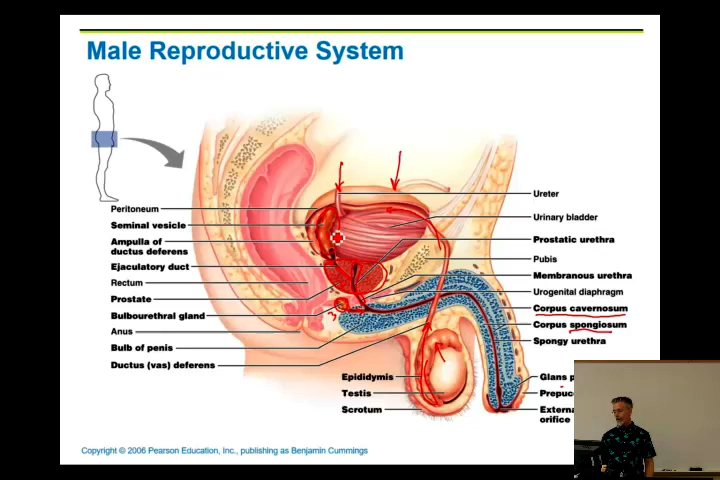 Male Reproductive System
Peritoneum
Seminal vesicle
Ampulla of
ductus deferens
Ejaculatory duct
Rectum
Prostate
Bulbourethral gland
Anus
Bulb of penis
Ductus (vas) deferens
Epididymis
Testis
Scrotum
Ureter
Urinary bladder
Prostatic urethra
Pubis
Membranous urethra
Urogenital diaphragm
Corpus cavernosum
Corpus spongiosum
Spongy urethra
Glans
Prepuc
Externa
orifice
3
Copyright © 2006 Pearson Education, Inc., publishing as Benjamin Cummings